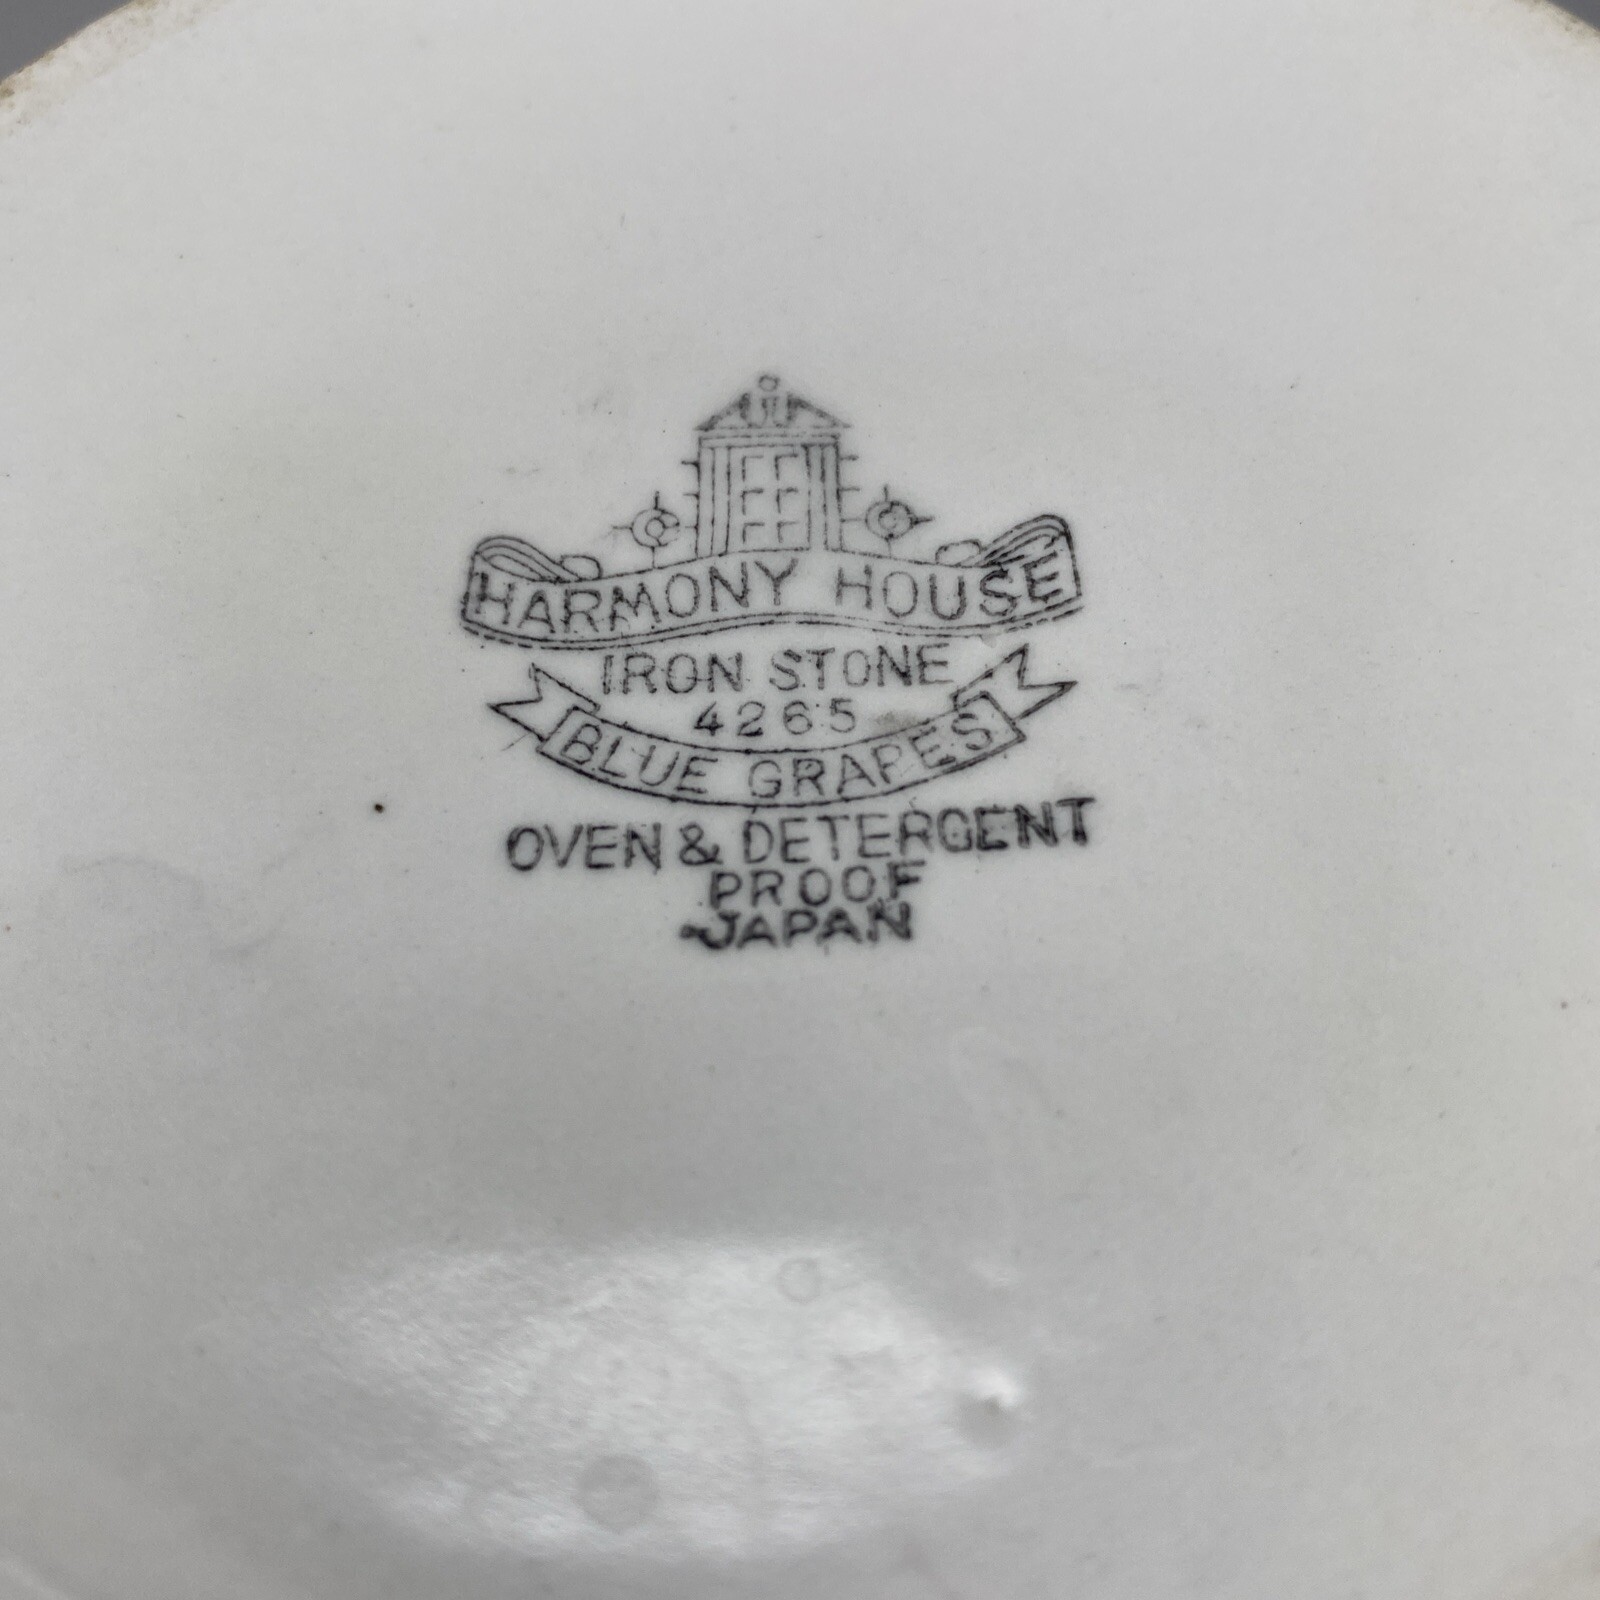 HARMONY HOUSE
IRON STONE
4265
BLUE GRAPES
OVEN & DETERGENT
PROOF
JAPAN